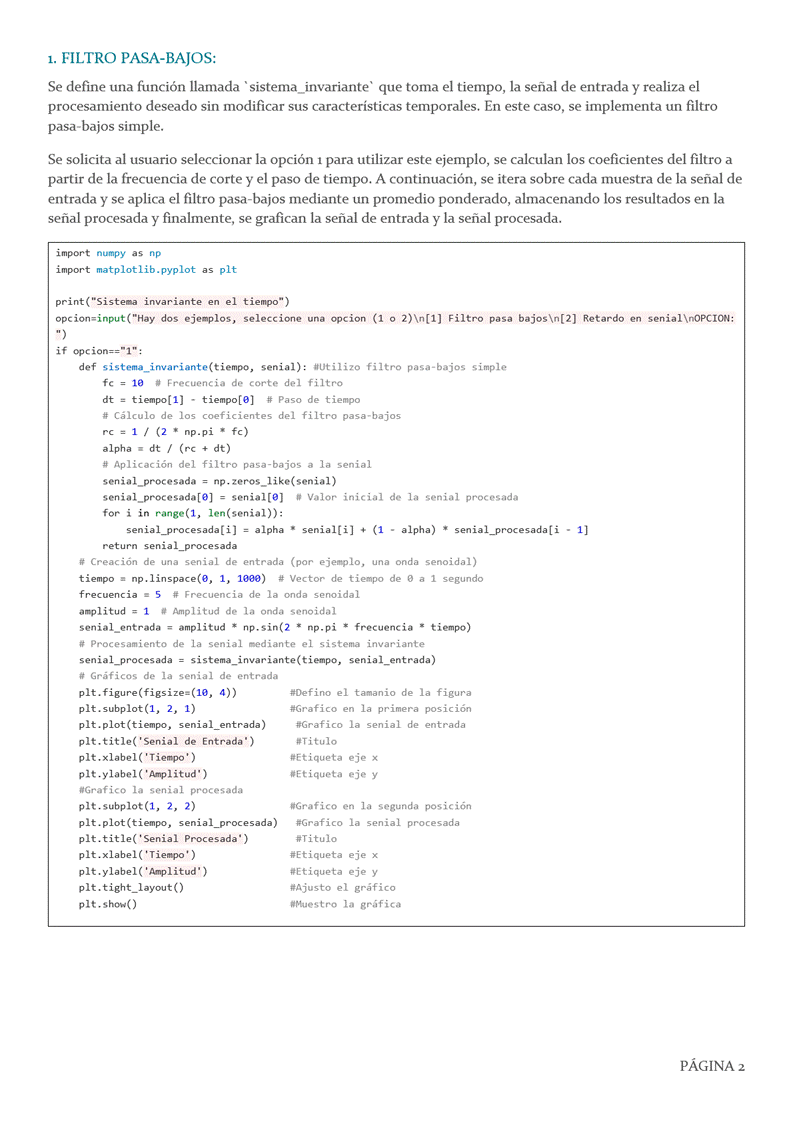 1. FILTRO PASA-BAJOS:
Se define una función llamada `sistema_invariante` que toma el tiempo, la señal de entrada y realiza el
procesamiento deseado sin modificar sus características temporales. En este caso, se implementa un filtro
pasa-bajos simple.
Se solicita al usuario seleccionar la opción 1 para utilizar este ejemplo, se calculan los coeficientes del filtro a
partir de la frecuencia de corte y el paso de tiempo. A continuación, se itera sobre cada muestra de la señal de
entrada y se aplica el filtro pasa-bajos mediante un promedio ponderado, almacenando los resultados en la
señal procesada y finalmente, se grafican la señal de entrada y la señal procesada.
import numpy as np
import matplotlib.pyplot as plt
print("Sistema invariante en el tiempo")
opcion=input("Hay dos ejemplos, seleccione una opcion (1 o 2)\n[1] Filtro pasa bajos\n[2] Retardo en senial\nOPCION:
")
if opcion=="1":
    def sistema_invariante(tiempo, senial): #Utilizo filtro pasa-bajos simple
        fc = 10  # Frecuencia de corte del filtro
        dt = tiempo[1] - tiempo[0]  # Paso de tiempo
        # Cálculo de los coeficientes del filtro pasa-bajos
        rc = 1 / (2 * np.pi * fc)
        alpha = dt / (rc + dt)
        # Aplicación del filtro pasa-bajos a la senial
        senial_procesada = np.zeros_like(senial)
        senial_procesada[0] = senial[0]  # Valor inicial de la senial procesada
        for i in range(1, len(senial)):
            senial_procesada[i] = alpha * senial[i] + (1 - alpha) * senial_procesada[i - 1]
        return senial_procesada
    # Creación de una senial de entrada (por ejemplo, una onda senoidal)
    tiempo = np.linspace(0, 1, 1000)  # Vector de tiempo de 0 a 1 segundo
    frecuencia = 5  # Frecuencia de la onda senoidal
    amplitud = 1  # Amplitud de la onda senoidal
    senial_entrada = amplitud * np.sin(2 * np.pi * frecuencia * tiempo)
    # Procesamiento de la senial mediante el sistema invariante
    senial_procesada = sistema_invariante(tiempo, senial_entrada)
    # Gráficos de la senial de entrada
    plt.figure(figsize=(10, 4))         #Defino el tamanio de la figura
    plt.subplot(1, 2, 1)                #Grafico en la primera posición
    plt.plot(tiempo, senial_entrada)     #Grafico la senial de entrada
    plt.title('Senial de Entrada')       #Titulo
    plt.xlabel('Tiempo')                #Etiqueta eje x
    plt.ylabel('Amplitud')              #Etiqueta eje y
    #Grafico la senial procesada
    plt.subplot(1, 2, 2)                #Grafico en la segunda posición
    plt.plot(tiempo, senial_procesada)   #Grafico la senial procesada
    plt.title('Senial Procesada')        #Titulo
    plt.xlabel('Tiempo')                #Etiqueta eje x
    plt.ylabel('Amplitud')              #Etiqueta eje y
    plt.tight_layout()                  #Ajusto el gráfico
    plt.show()                          #Muestro la gráfica
PÁGINA 2